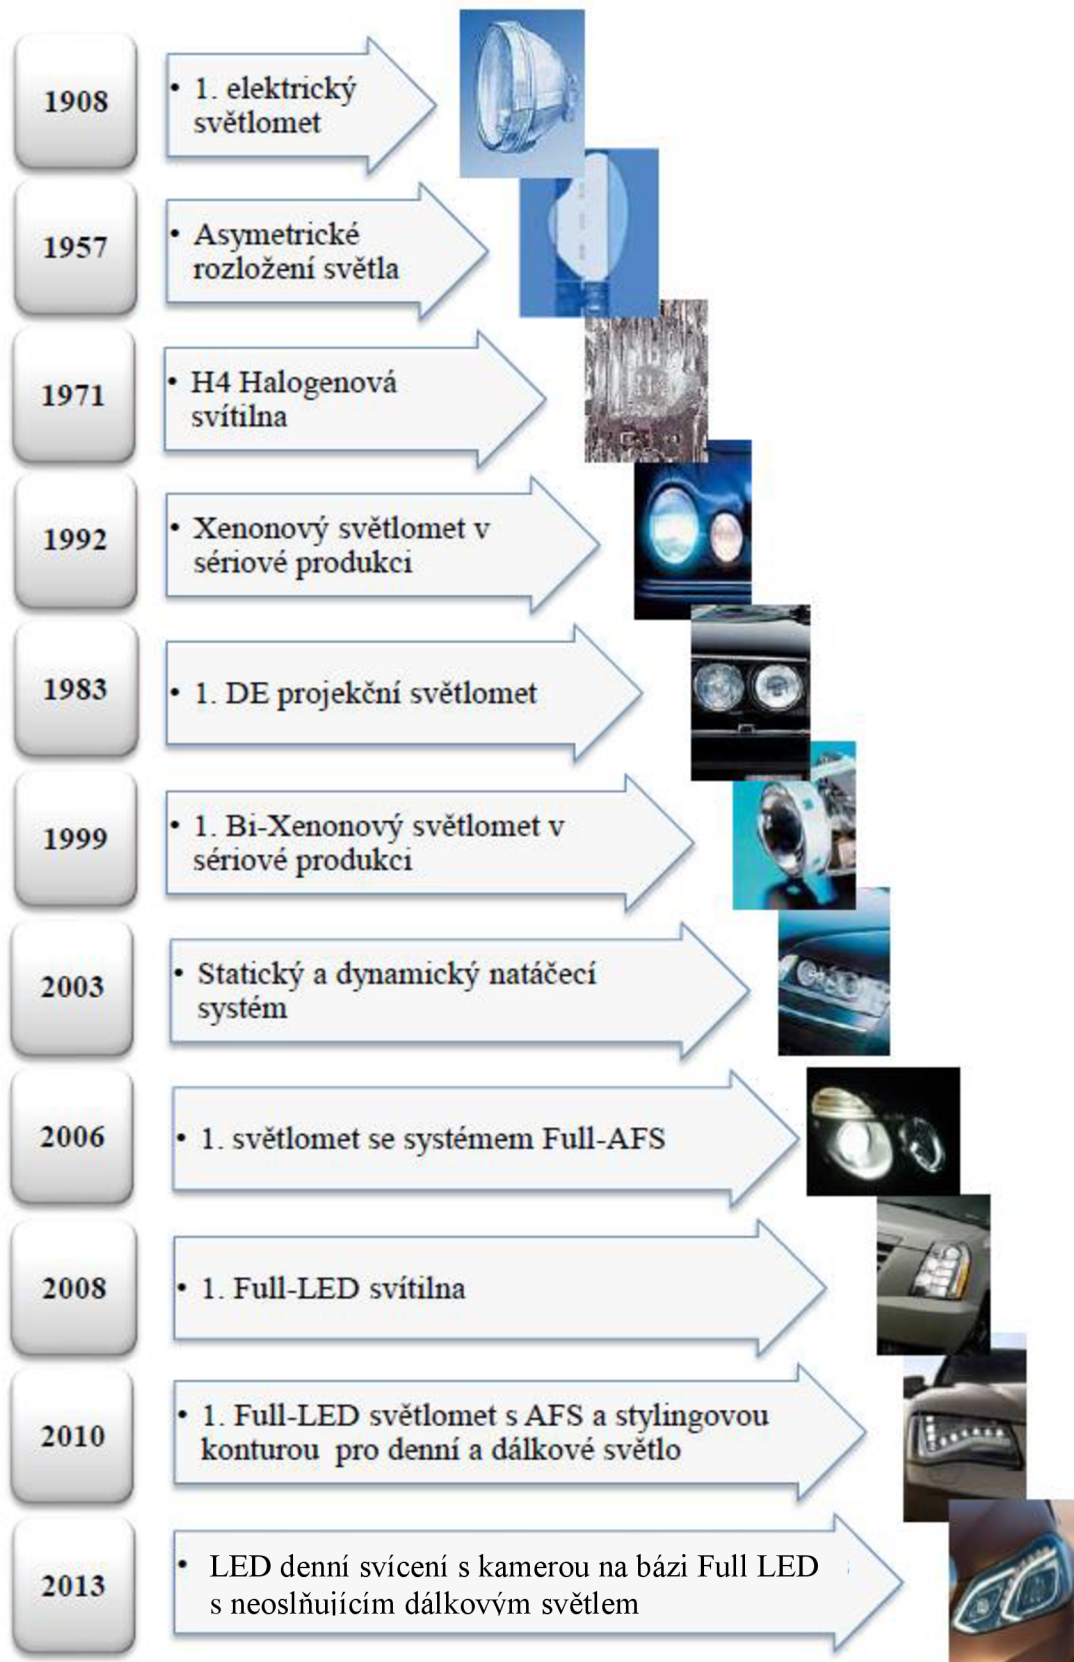 1908
• 1. elektrický
světlomet
1957
• Asymetrické
rozložení světla
1971
• H4 Halogenová
svítilna
1992
• Xenonový světlomet v
sériové produkci
1983
• 1. DE projekční světlomet
1999
• 1. Bi-Xenonový světlomet v
sériové produkci
2003
• Statický a dynamický natáčecí
systém
2006
• 1. světlomet se systémem Full-AFS
2008
• 1. Full-LED svítilna
2010
• 1. Full-LED světlomet s AFS a stylingovou
konturou pro denní a dálkové světlo
2013
• LED denní svícení s kamerou na bázi Full LED
s neoslňujícím dálkovým světlem